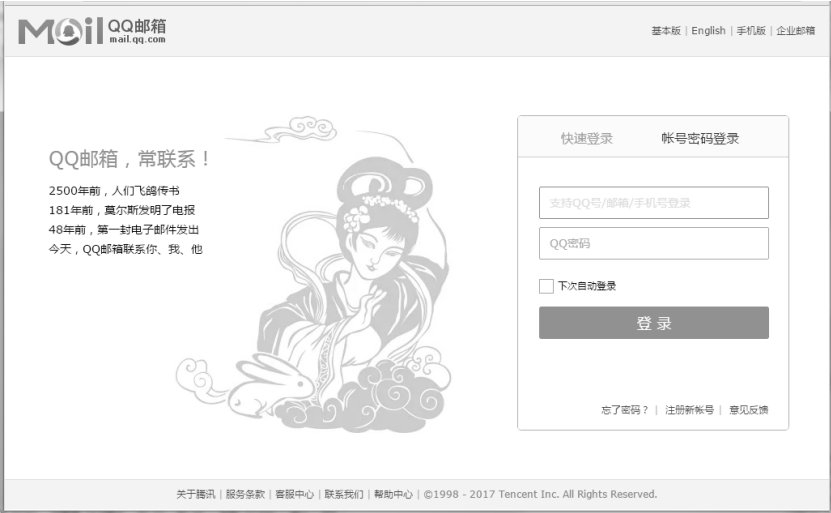 Mail QQ邮箱
mail.qq.com
基本版 | English | 手机版 | 企业邮箱
QQ邮箱，常联系！
2500年前，人们飞鸽传书
181年前，莫尔斯发明了电报
48年前，第一封电子邮件发出
今天，QQ邮箱联系你、我、他
快速登录 帐号密码登录
支持QQ号/邮箱/手机号登录
QQ密码
下次自动登录
登 录
忘了密码？ | 注册新帐号 | 意见反馈
关于腾讯 | 服务条款 | 客服中心 | 联系我们 | 帮助中心 | ©1998 - 2017 Tencent Inc. All Rights Reserved.